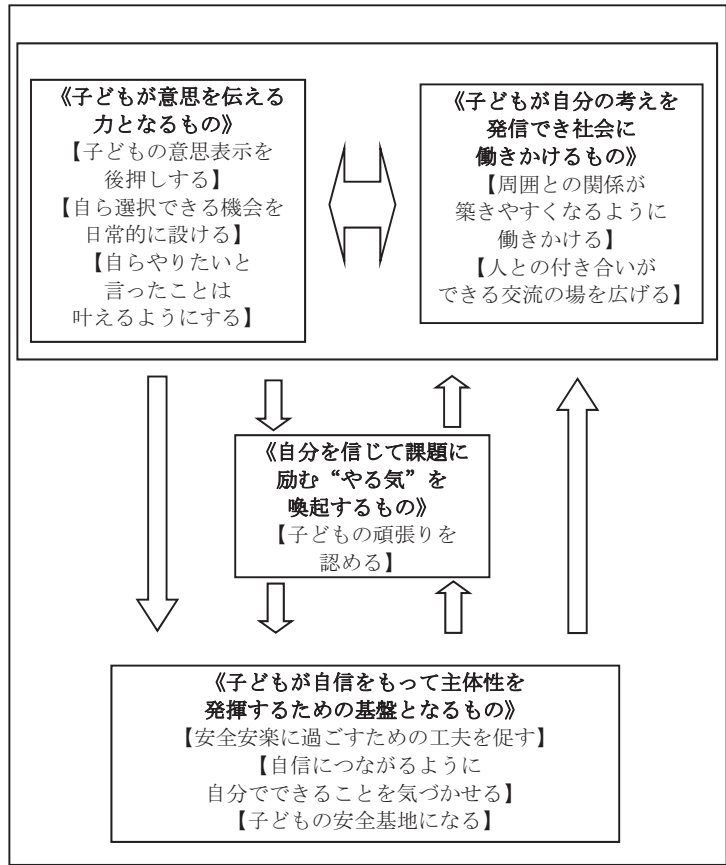 《子どもが意思を伝える
力となるもの》
【子どもの意思表示を
後押しする】
【自ら選択できる機会を
日常的に設ける】
【自らやりたいと
言ったことは
叶えるようにする】
《子どもが自分の考えを
発信でき社会に
働きかけるもの》
【周囲との関係が
築きやすくなるように
働きかける】
【人との付き合いが
できる交流の場を広げる】
《自分を信じて課題に
励む“やる気”を
喚起するもの》
【子どもの頑張りを
認める】
《子どもが自信をもって主体性を
発揮するための基盤となるもの》
【安全安楽に過ごすための工夫を促す】
【自信につながるように
自分でできることを気づかせる】
【子どもの安全基地になる】